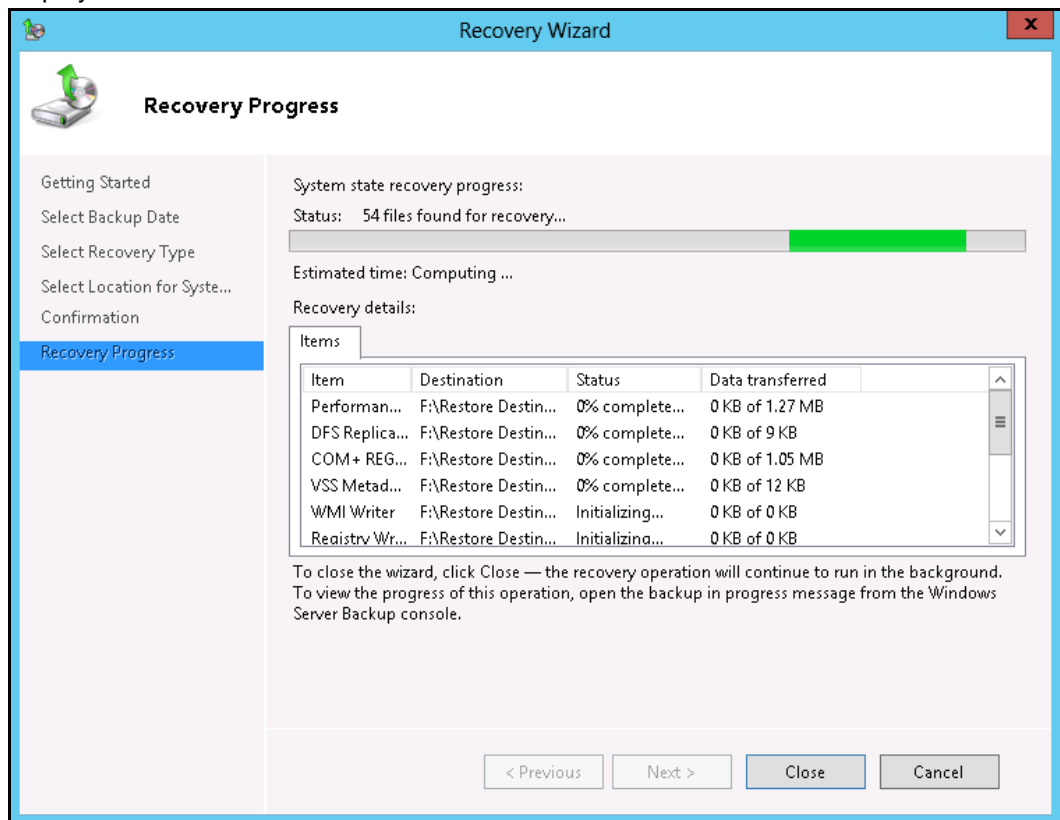 Recovery Wizard
x
Recovery Progress
Getting Started
Select Backup Date
Select Recovery Type
Select Location for Syste...
Confirmation
Recovery Progress
System state recovery progress:
Status: 54 files found for recovery...
Estimated time: Computing ...
Recovery details:
Items
Item Destination Status Data transferred
Performan... F:\Restore Destin... 0% complete... 0 KB of 1.27 MB
DFS Replica... F:\Restore Destin... 0% complete... 0 KB of 9 KB
COM+ REG... F:\Restore Destin... 0% complete... 0 KB of 1.05 MB
VSS Metad... F:\Restore Destin... 0% complete... 0 KB of 12 KB
WMI Writer F:\Restore Destin... Initializing... 0 KB of 0 KB
Registry Wr... F:\Restore Destin... Initializing... 0 KB of 0 KB
To close the wizard, click Close — the recovery operation will continue to run in the background.
To view the progress of this operation, open the backup in progress message from the Windows
Server Backup console.
< Previous Next > Close Cancel